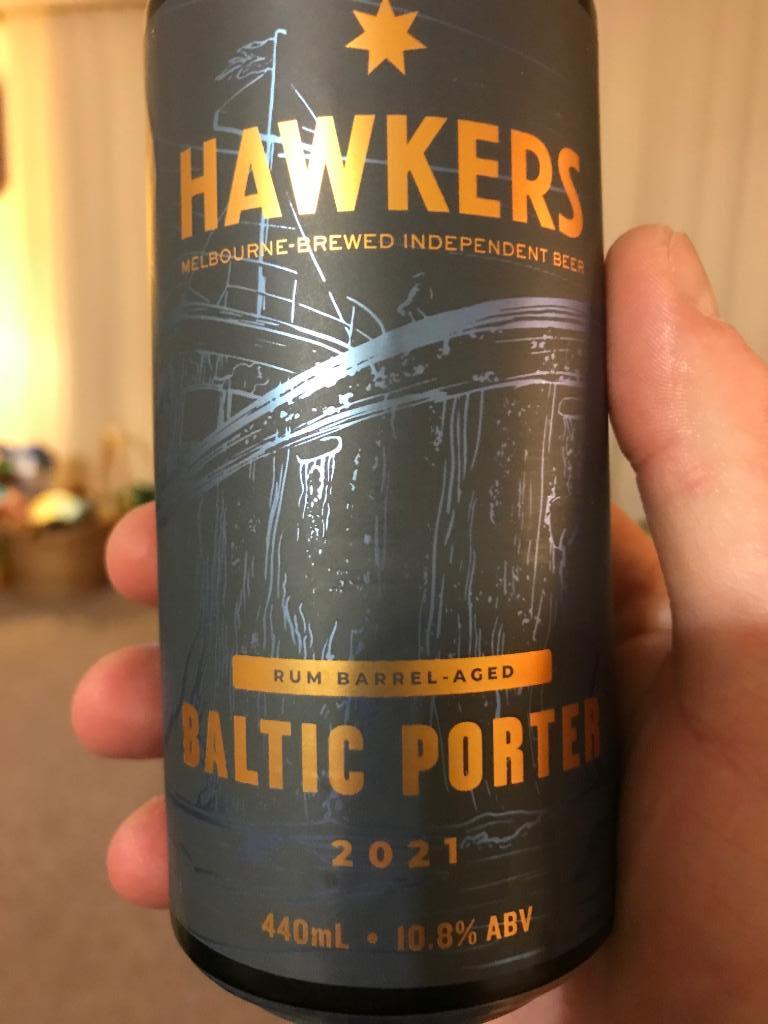 HAWKERS
MELBOURNE-BREWED INDEPENDENT BEER
RUM BARREL-AGED
BALTIC PORTER
2021
440mL • 10.8% ABV